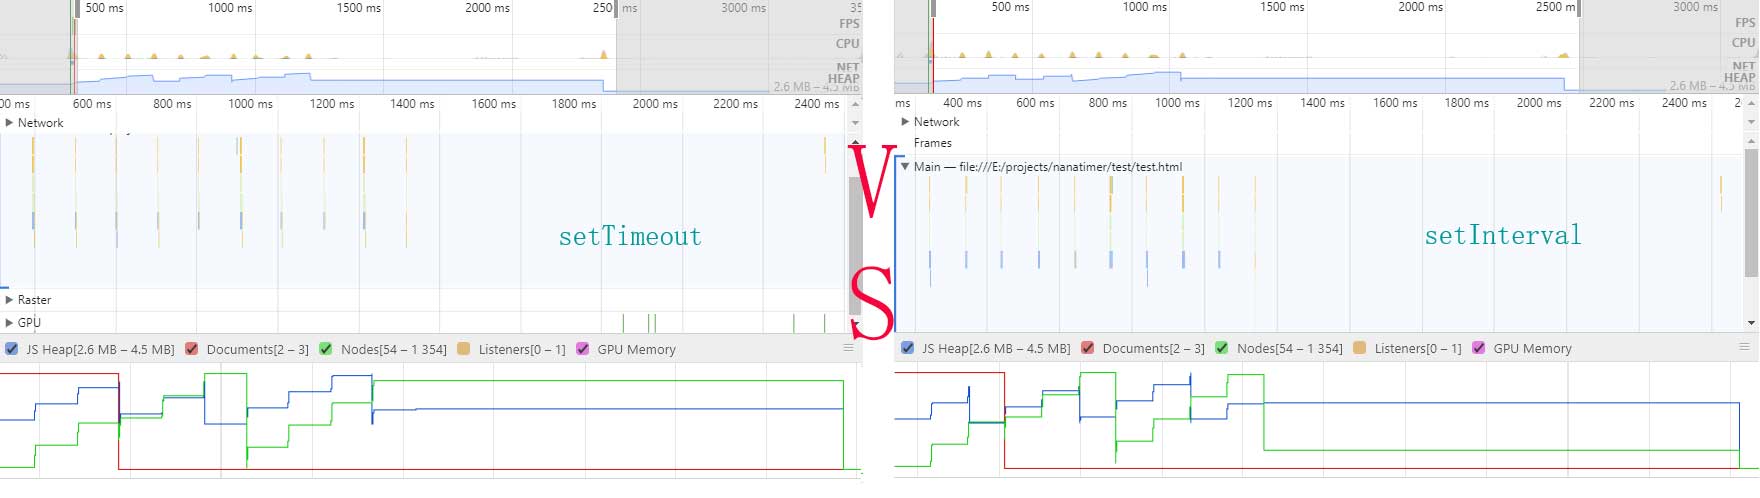 500 ms 1000 ms 1500 ms 2000 ms 250 ms 3000 ms 35
FPS
CPU
NET
HEAP
2.6 MB – 4.5 MB
00 ms 600 ms 800 ms 1000 ms 1200 ms 1400 ms 1600 ms 1800 ms 2000 ms 2200 ms 2400 ms
Network
setTimeout
Raster
GPU
JS Heap[2.6 MB – 4.5 MB] Documents[2 – 3] Nodes[54 – 1 354] Listeners[0 – 1] GPU Memory
V
S
500 ms 1000 ms 1500 ms 2000 ms 2500 m 3000 ms
FPS
CPU
NET
HEAP
2.6 MB – 4.5 MB
ms 400 ms 600 ms 800 ms 1000 ms 1200 ms 1400 ms 1600 ms 1800 ms 2000 ms 2200 ms 2400 ms 2
Network
Frames
Main — file:///E:/projects/nanatimer/test/test.html
setInterval
JS Heap[2.6 MB – 4.5 MB] Documents[2 – 3] Nodes[54 – 1 354] Listeners[0 – 1] GPU Memory